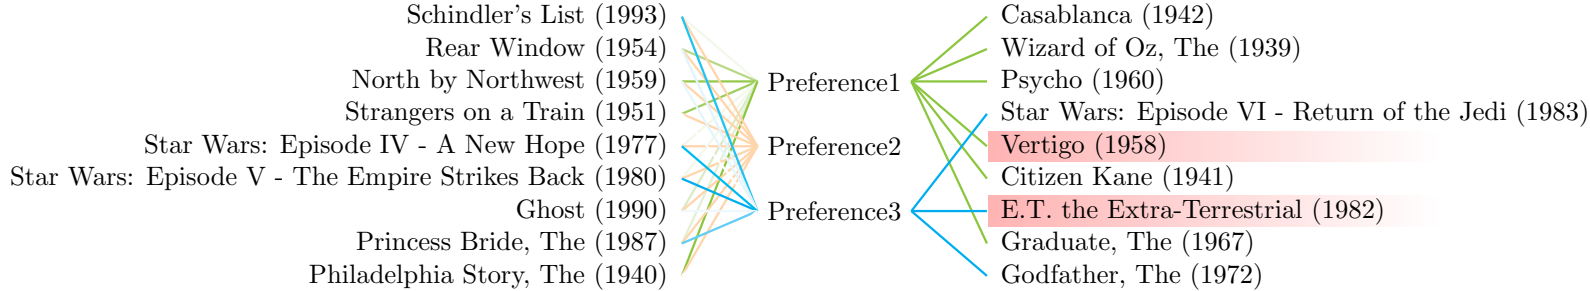 Schindler's List (1993)
Rear Window (1954)
North by Northwest (1959)
Strangers on a Train (1951)
Star Wars: Episode IV - A New Hope (1977)
Star Wars: Episode V - The Empire Strikes Back (1980)
Ghost (1990)
Princess Bride, The (1987)
Philadelphia Story, The (1940)
Preference1
Preference2
Preference3
Casablanca (1942)
Wizard of Oz, The (1939)
Psycho (1960)
Star Wars: Episode VI - Return of the Jedi (1983)
Vertigo (1958)
Citizen Kane (1941)
E.T. the Extra-Terrestrial (1982)
Graduate, The (1967)
Godfather, The (1972)